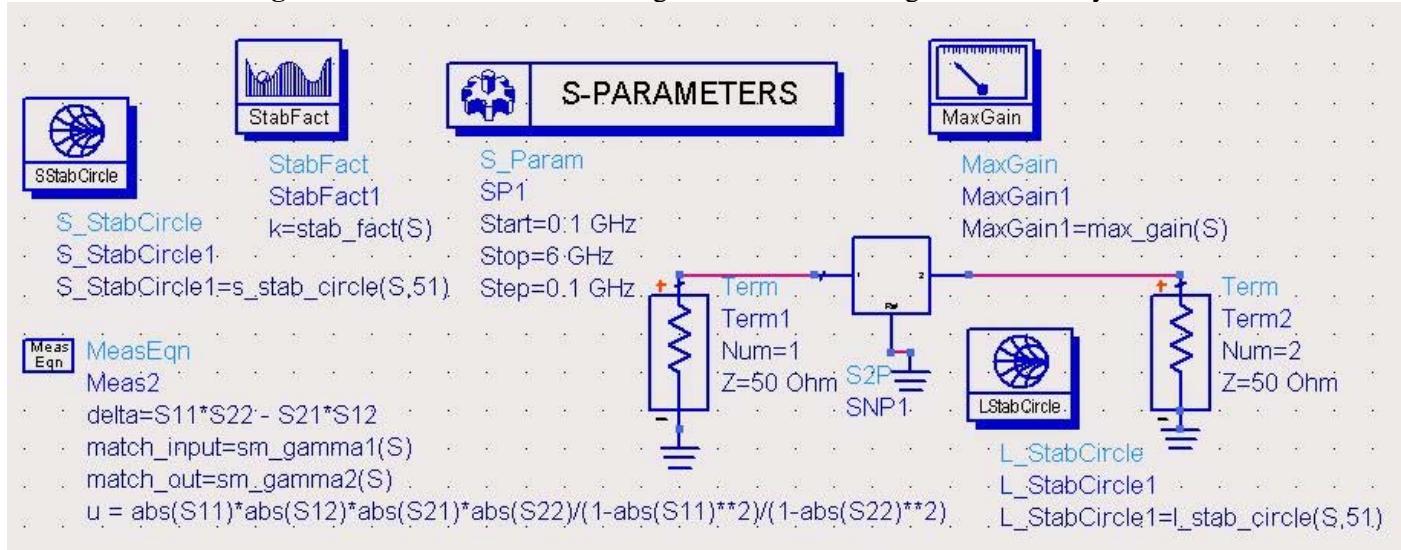 SStabCircle
S_StabCircle
S_StabCircle1
S_StabCircle1=s_stab_circle(S,51)
StabFact
StabFact
StabFact1
k=stab_fact(S)
S-PARAMETERS
S_Param
SP1
Start=0.1 GHz
Stop=6 GHz
Step=0.1 GHz
MaxGain
MaxGain
MaxGain1
MaxGain1=max_gain(S)
Term
Term1
Num=1
Z=50 Ohm
1
2
Ref
S2P
SNP1
Term
Term2
Num=2
Z=50 Ohm
LStabCircle
L_StabCircle
L_StabCircle1
L_StabCircle1=l_stab_circle(S,51)
Meas
Eqn
MeasEqn
Meas2
delta=S11*S22 - S21*S12
match_input=sm_gamma1(S)
match_out=sm_gamma2(S)
u = abs(S11)*abs(S12)*abs(S21)*abs(S22)/(1-abs(S11)**2)/(1-abs(S22)**2)